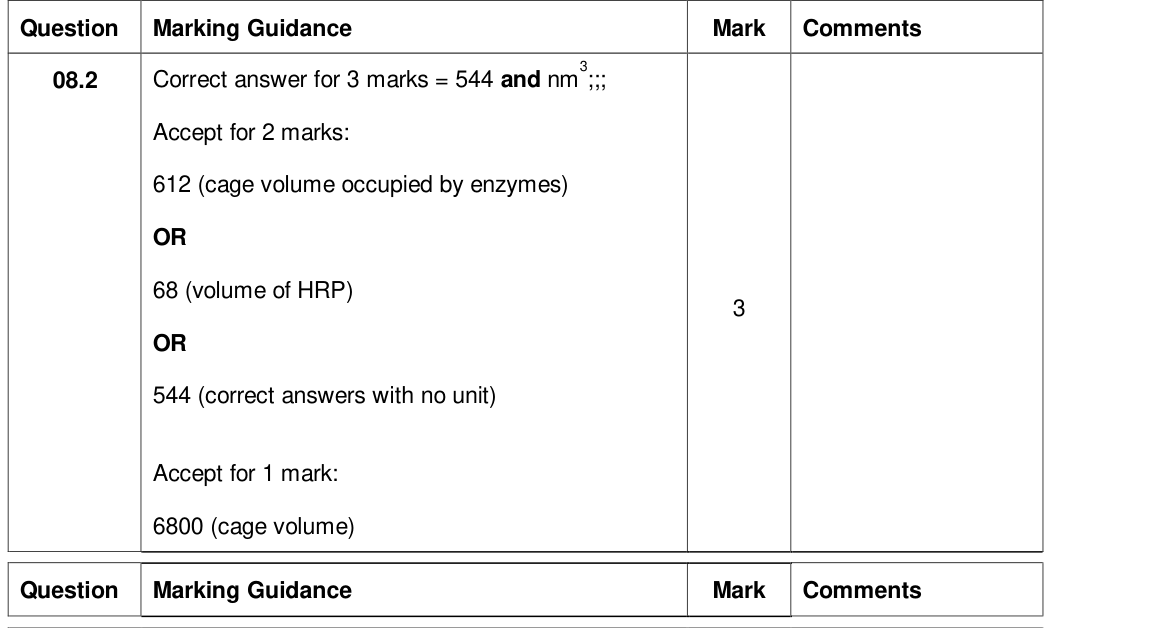 Question Marking Guidance Mark Comments
08.2 Correct answer for 3 marks = 544 and nm³;;;
Accept for 2 marks:
612 (cage volume occupied by enzymes)
OR
68 (volume of HRP)
3
OR
544 (correct answers with no unit)
Accept for 1 mark:
6800 (cage volume)
Question Marking Guidance Mark Comments